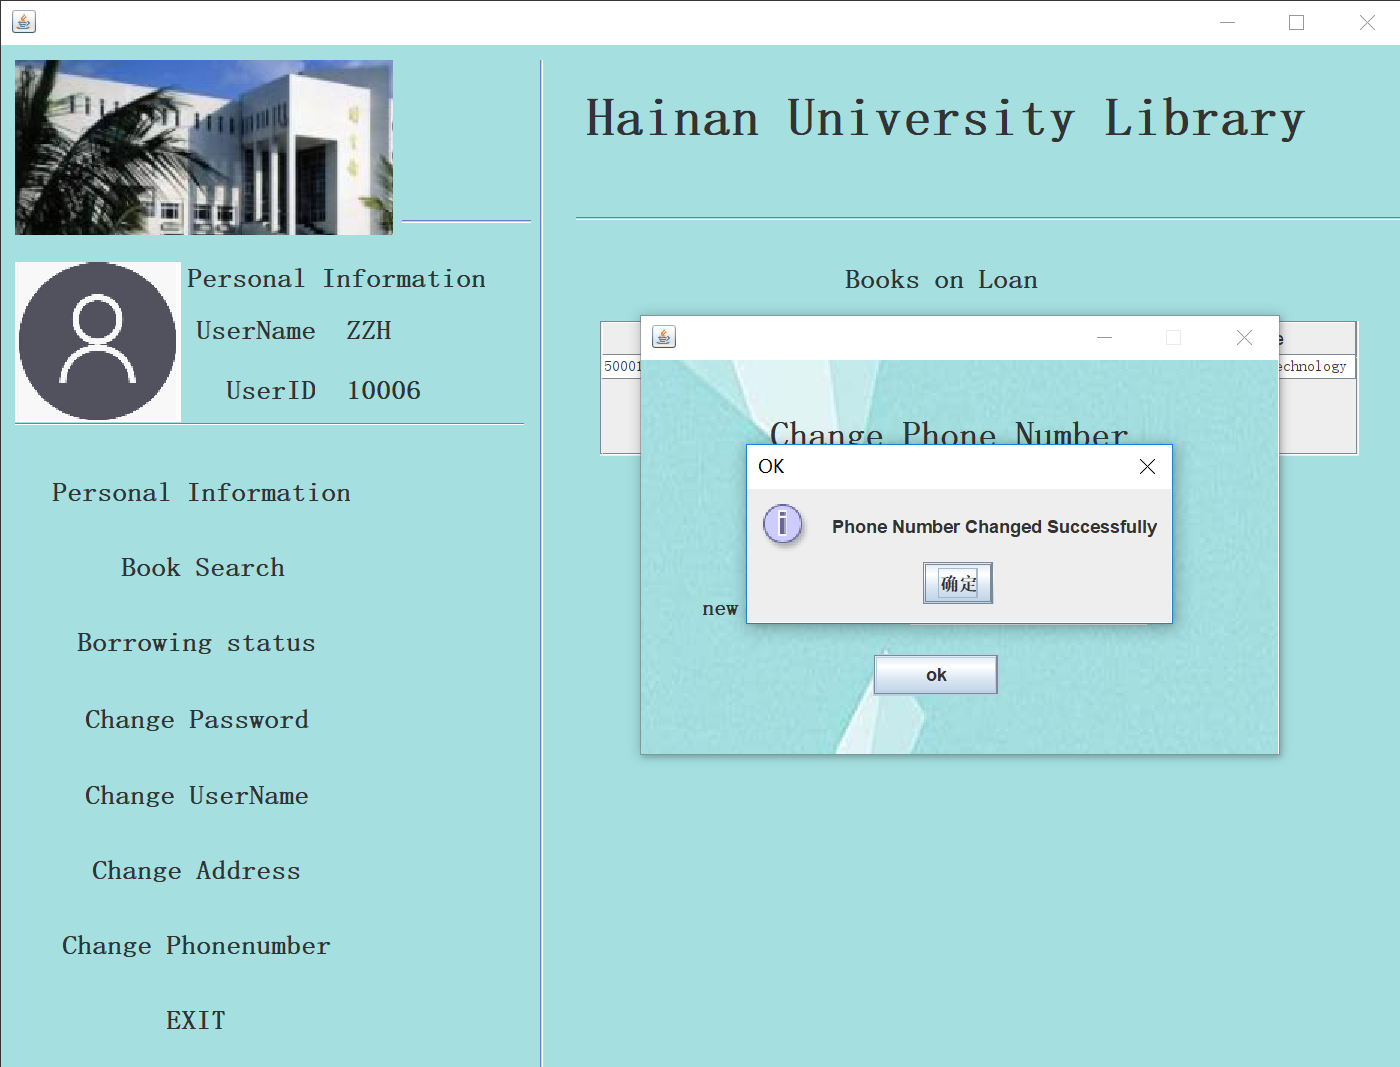 Hainan University Library
Personal Information
UserName ZZH
UserID 10006
Personal Information
Book Search
Borrowing status
Change Password
Change UserName
Change Address
Change Phonenumber
EXIT
Books on Loan
e
50001
echnology
Change Phone Number
OK
Phone Number Changed Successfully
确定
new
ok